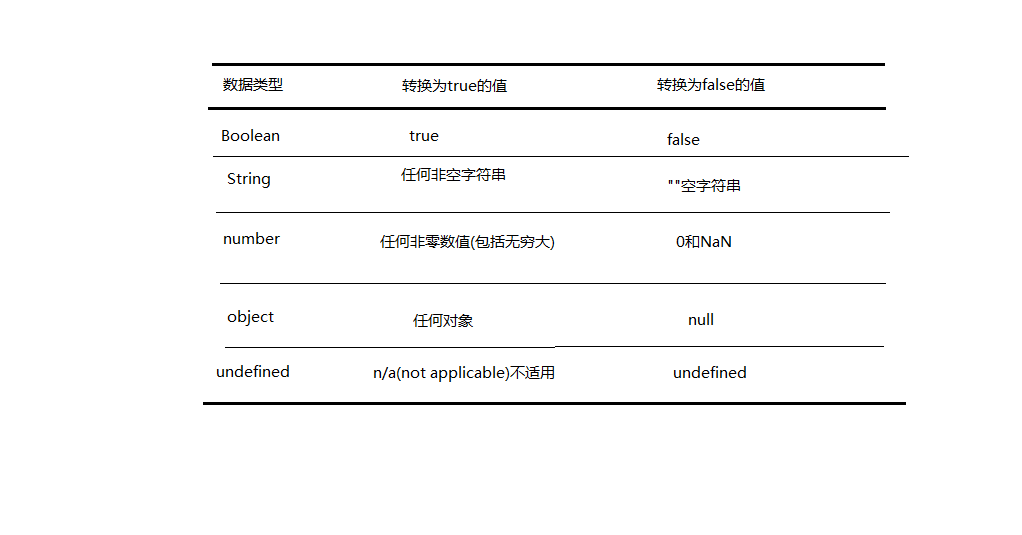 数据类型 转换为true的值 转换为false的值
Boolean true false
String 任何非空字符串 ""空字符串
number 任何非零数值(包括无穷大) 0和NaN
object 任何对象 null
undefined n/a(not applicable)不适用 undefined